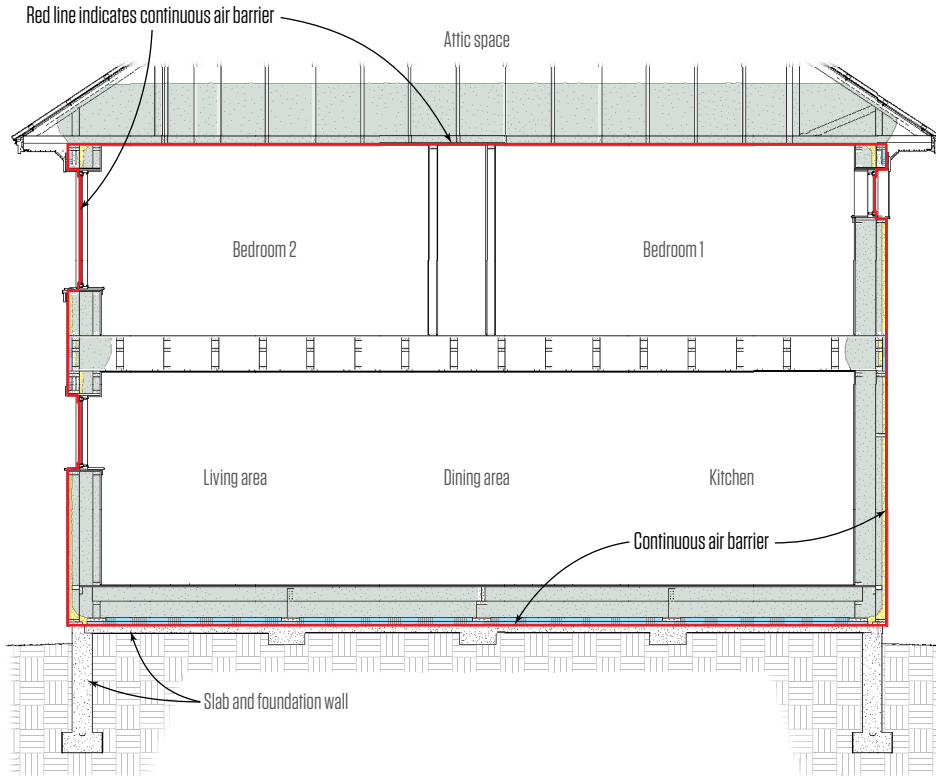 Red line indicates continuous air barrier
Attic space
Bedroom 2
Bedroom 1
Living area
Dining area
Kitchen
Continuous air barrier
Slab and foundation wall